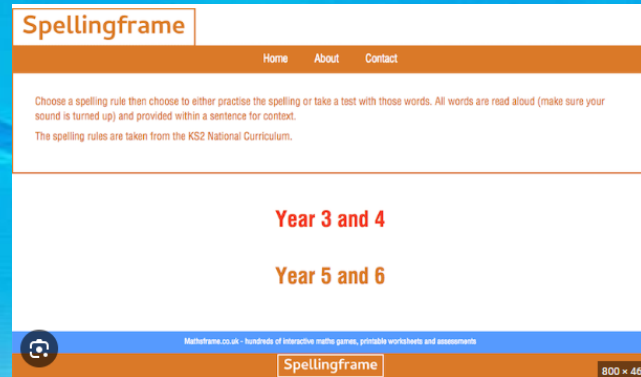 Spellingframe
Home About Contact
Choose a spelling rule then choose to either practise the spelling or take a test with those words. All words are read aloud (make sure your
sound is turned up) and provided within a sentence for context.
The spelling rules are taken from the KS2 National Curriculum.
Year 3 and 4
Year 5 and 6
Mathsframe.co.uk - hundreds of interactive maths games, printable worksheets and assessments
Spellingframe
800 × 46